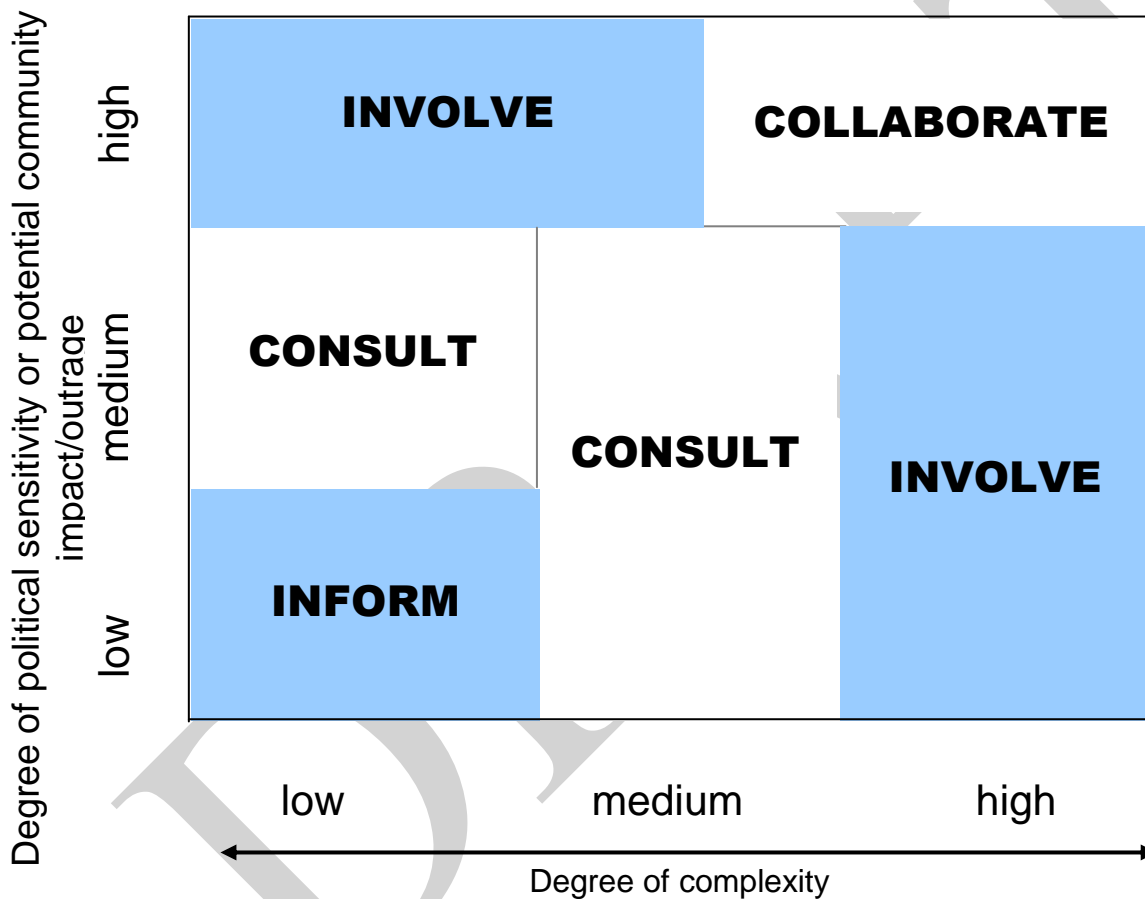 Degree of political sensitivity or potential community
impact/outrage
high
medium
low
INVOLVE
COLLABORATE
CONSULT
CONSULT
INVOLVE
INFORM
low
medium
high
Degree of complexity